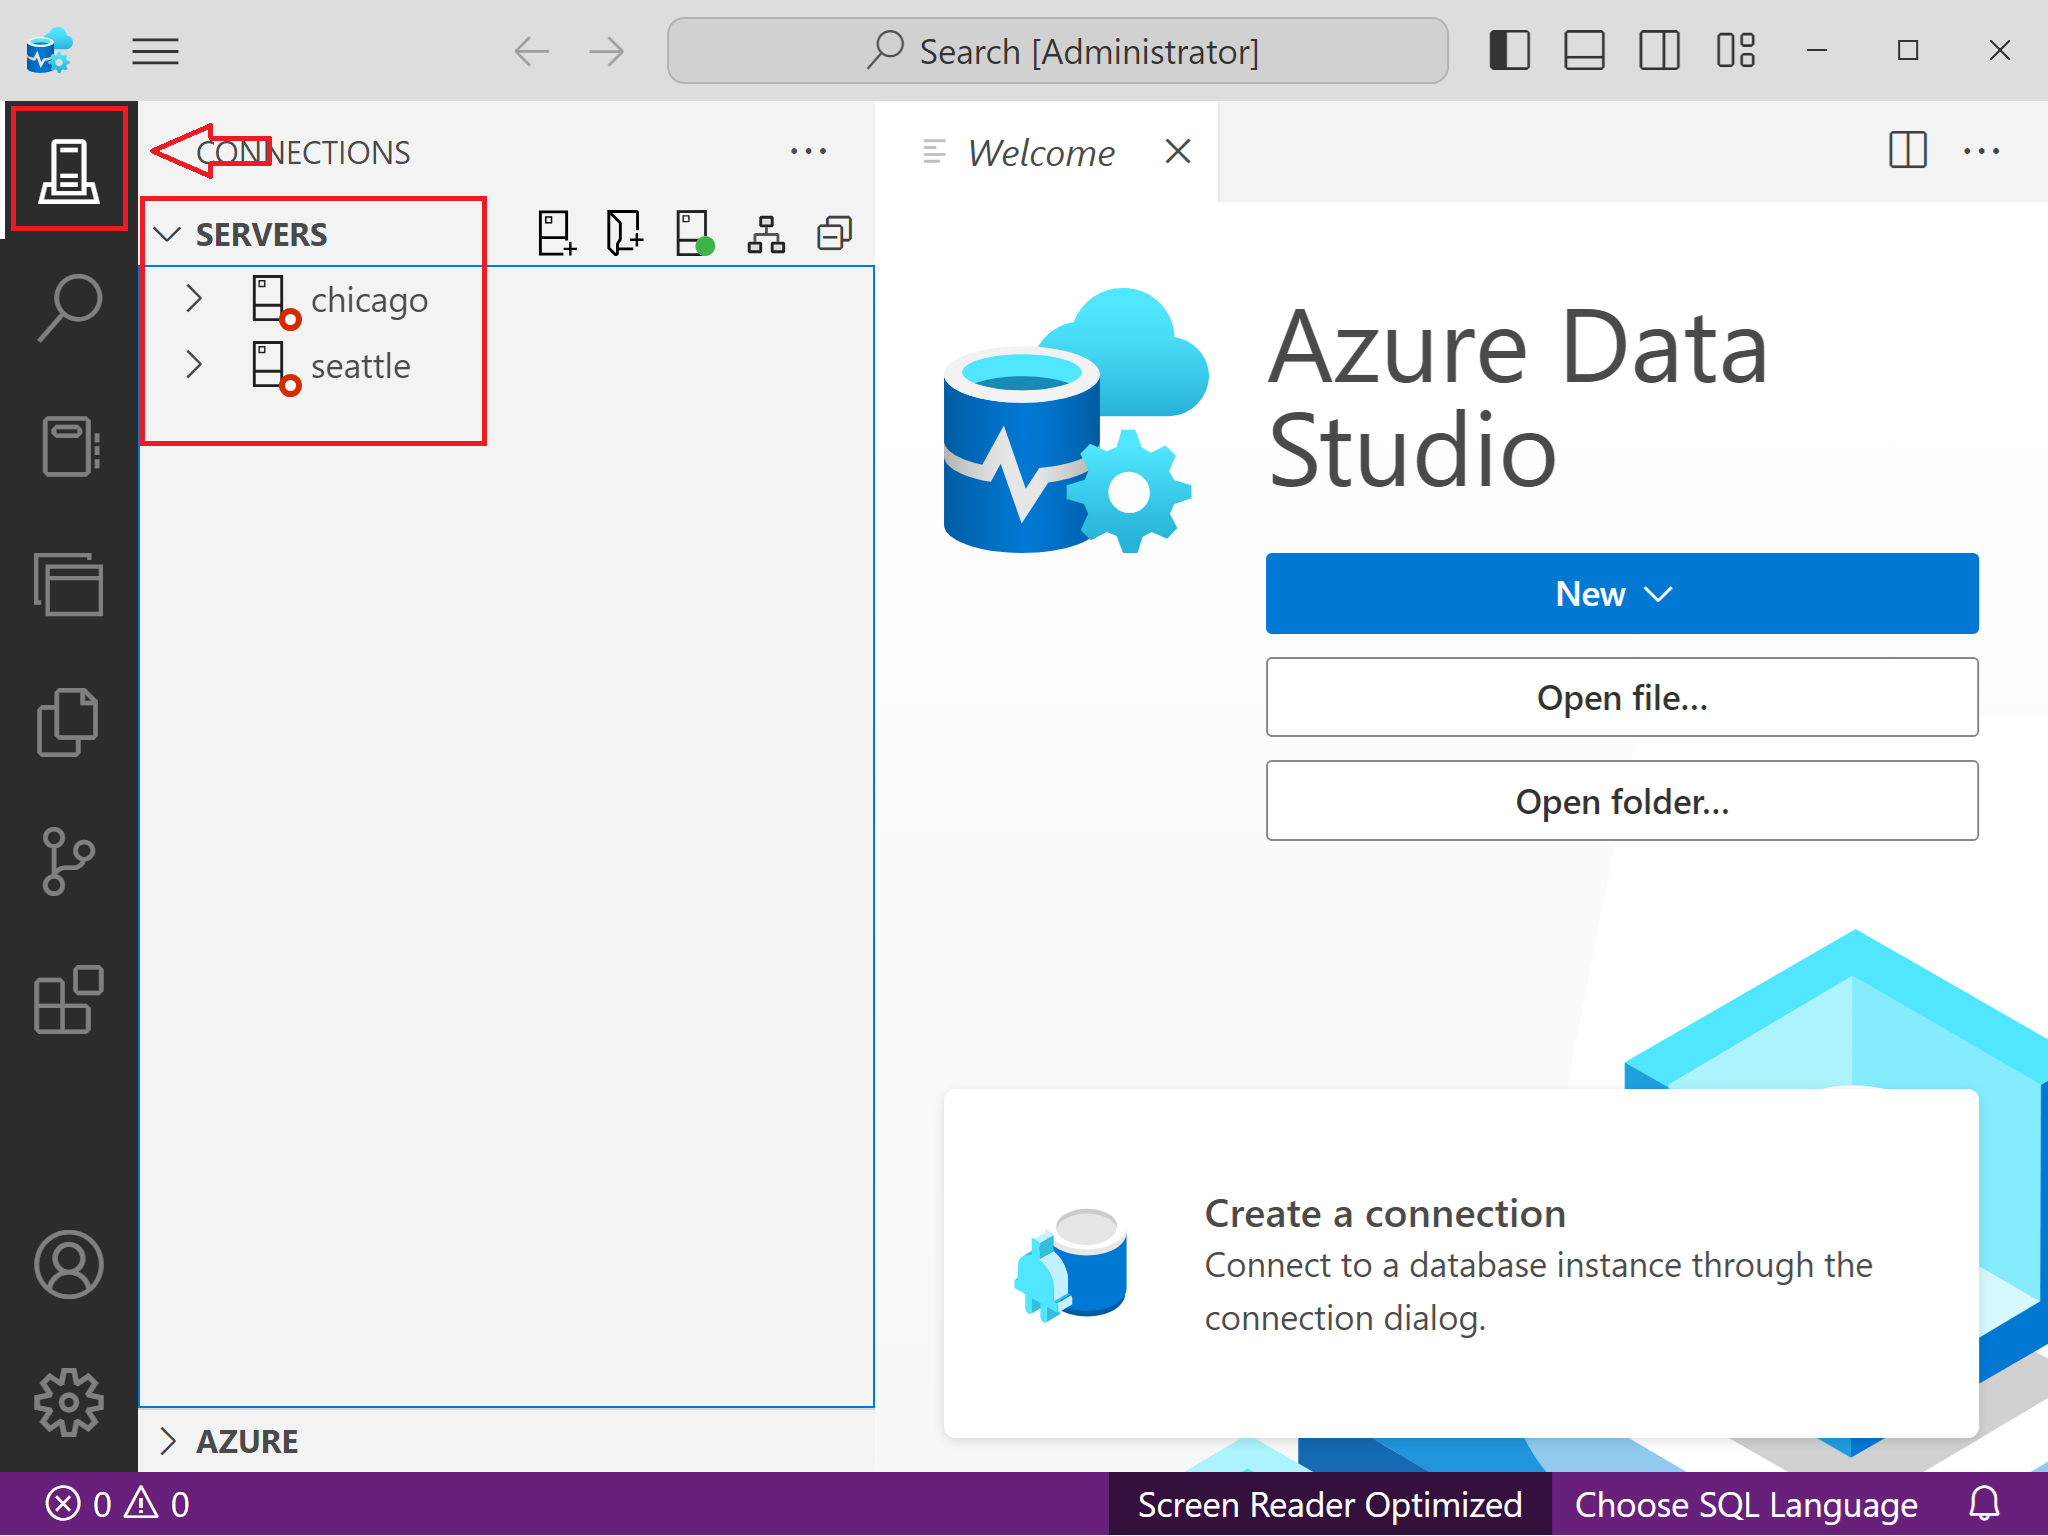 Search [Administrator]
CONNECTIONS
Welcome
SERVERS
chicago
seattle
Azure Data
Studio
New
Open file...
Open folder...
Create a connection
Connect to a database instance through the
connection dialog.
AZURE
0 0
Screen Reader Optimized
Choose SQL Language